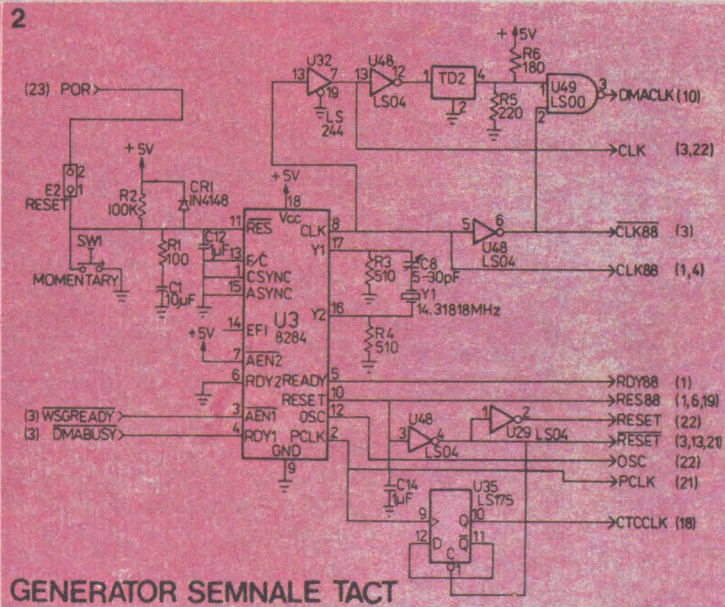 2
(23) POR
+5V
E2
RESET
2
1
R2
100K
CR1
1N4148
R1
100
C1
10µF
SW1
MOMENTARY
C12
1µF
+5V
18
Vcc
11 RES
13 F/C
1 CSYNC
15 ASYNC
14 EFI
+5V
7 AEN2
6 RDY2
(3) WSGREADY 3 AEN1
(3) DMABUSY 4 RDY1
U3
8284
GND
9
CLK 8
Y1 17
Y2 16
READY 5
RESET 10
OSC 12
PCLK 2
R3
510
R4
510
C8
5-30pF
Y1
14.31818MHz
U32
13 7
19
LS
244
U48
13 12
LS04
1 TD2 4
2
+5V
R6
180
R5
220
U49
LS00
1
2
3
DMACLK (10)
CLK (3,22)
5 6
U48
LS04
CLK88 (3)
CLK88 (1,4)
RDY88 (1)
RES88 (1,6,19)
RESET (22)
RESET (3,13,21)
OSC (22)
PCLK (21)
U48
3 4
LS04
1 2
U29 LS04
C14
1µF
U35
LS175
9
12 D
Q 10
Q 11
C
1
CTCCLK (18)
GENERATOR SEMNALE TACT